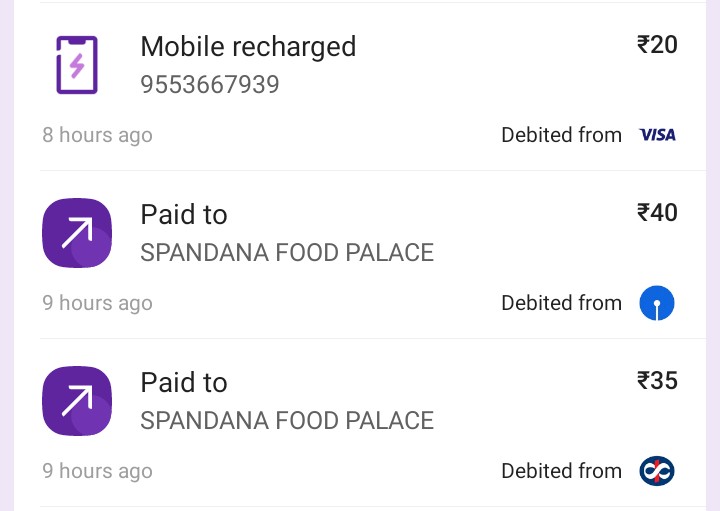 Mobile recharged
₹20
9553667939
8 hours ago
Debited from VISA
Paid to
₹40
SPANDANA FOOD PALACE
9 hours ago
Debited from
Paid to
₹35
SPANDANA FOOD PALACE
9 hours ago
Debited from